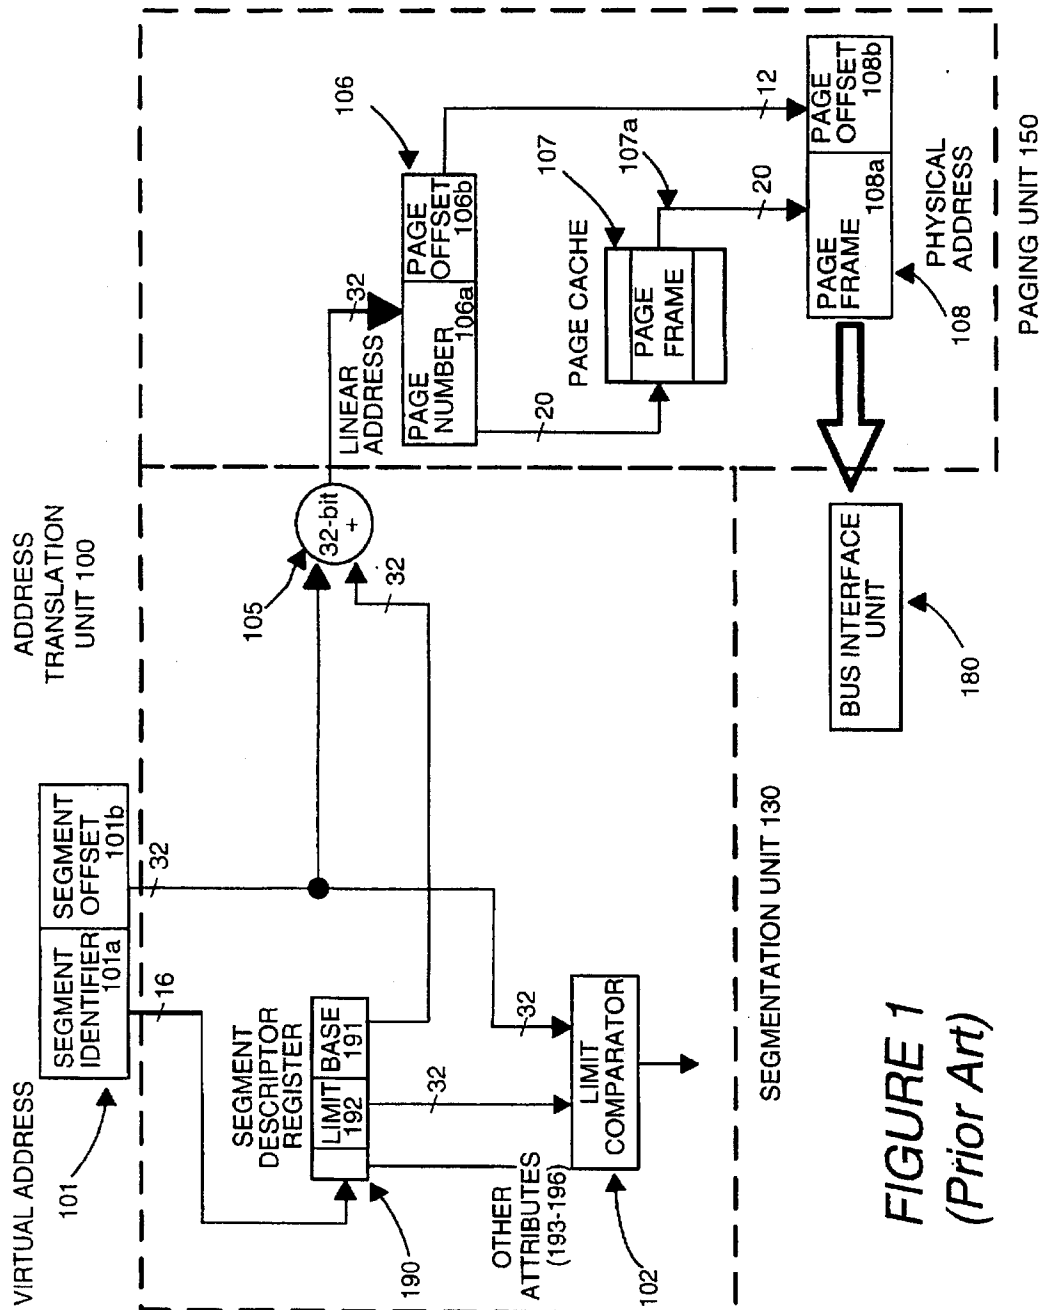 VIRTUAL ADDRESS
101
SEGMENT
IDENTIFIER
101a
SEGMENT
OFFSET
101b
16
32
ADDRESS
TRANSLATION
UNIT 100
SEGMENT
DESCRIPTOR
REGISTER
LIMIT
192
BASE
191
190
32
OTHER
ATTRIBUTES
(193-196)
32
LIMIT
COMPARATOR
102
SEGMENTATION UNIT 130
105
32-bit
+
32
LINEAR
ADDRESS
32
106
PAGE
NUMBER
106a
PAGE
OFFSET
106b
20
12
PAGE CACHE
107
PAGE
FRAME
107a
20
PAGE
FRAME
108a
PAGE
OFFSET
108b
108
PHYSICAL
ADDRESS
PAGING UNIT 150
BUS INTERFACE
UNIT
180
FIGURE 1
(Prior Art)